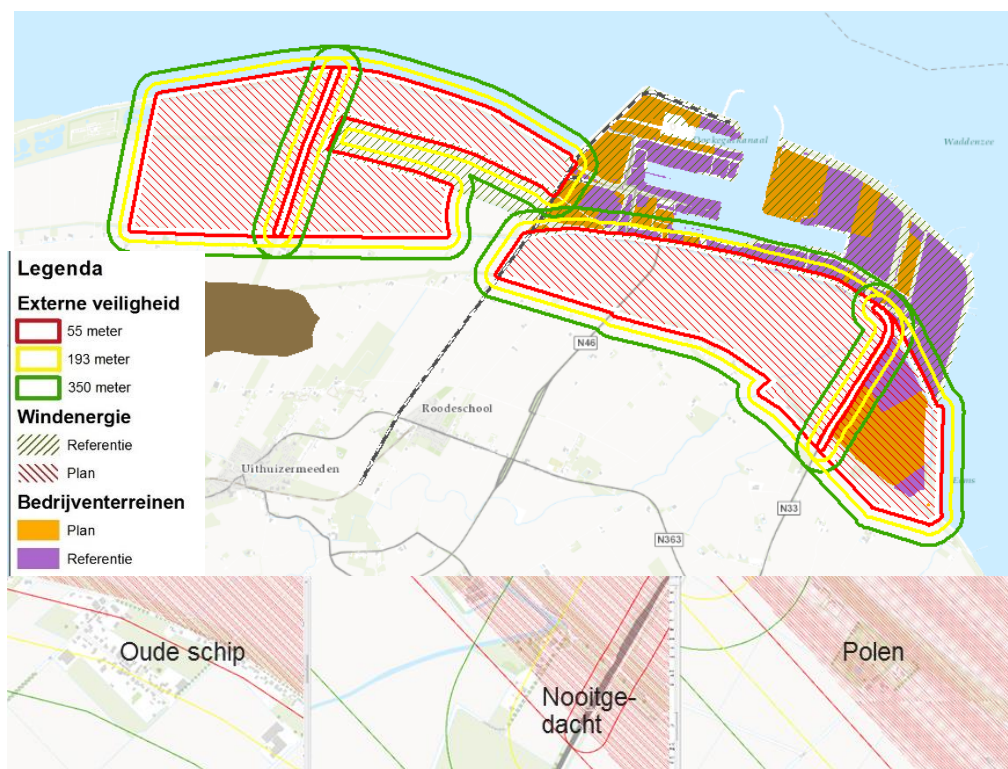 Doekegatkanaal
Waddenzee
Legenda
Externe veiligheid
55 meter
193 meter
350 meter
Windenergie
Referentie
Plan
Bedrijventerreinen
Plan
Referentie
N46
Roodeschool
Uithuizermeeden
Eems
N33
N363
Oude schip
Nooitge-
dacht
Polen